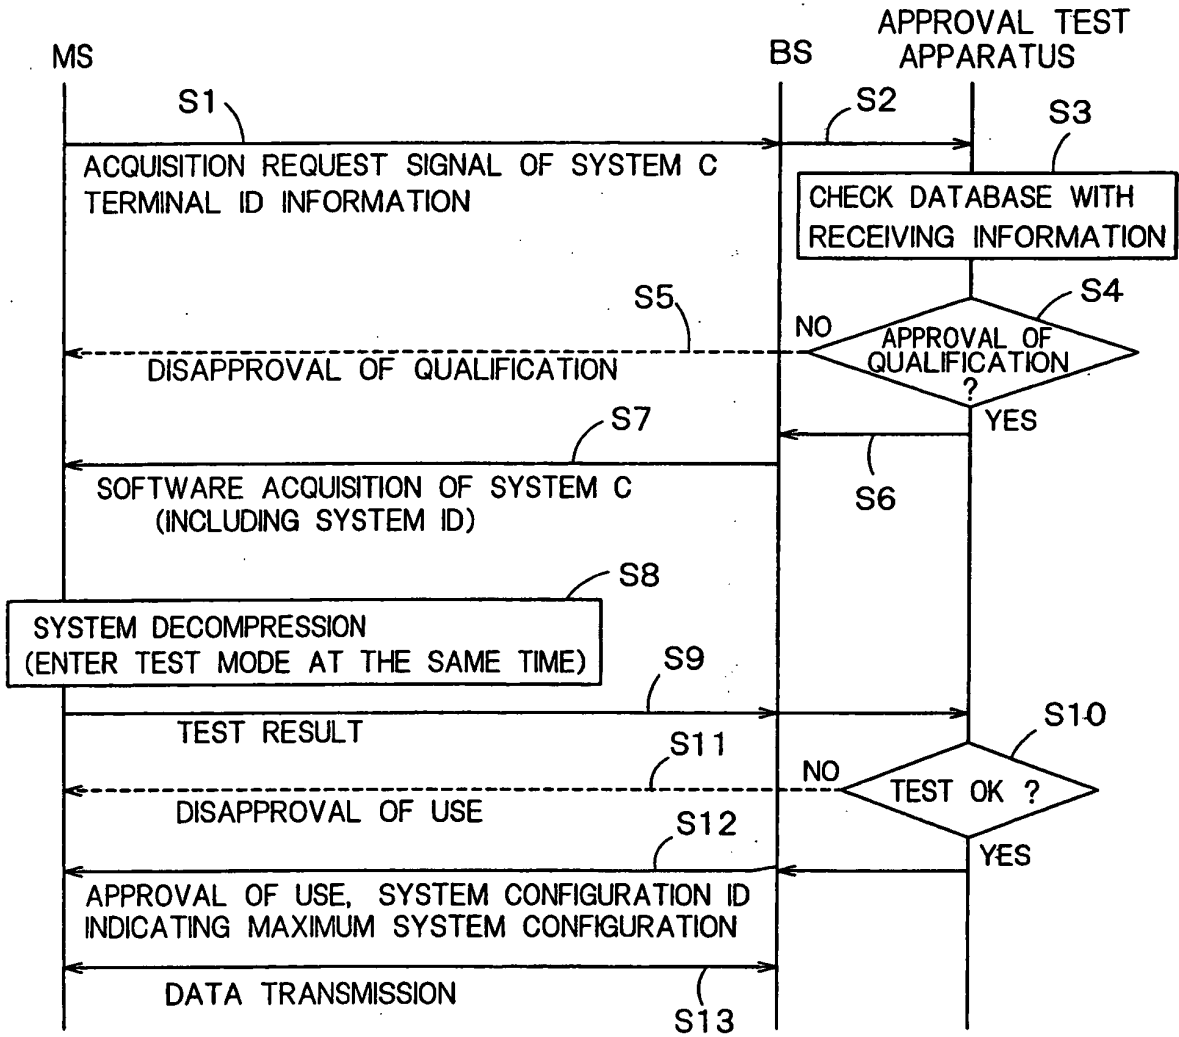 MS
BS
APPROVAL TEST
APPARATUS
S1
S2
S3
ACQUISITION REQUEST SIGNAL OF SYSTEM C
TERMINAL ID INFORMATION
CHECK DATABASE WITH
RECEIVING INFORMATION
S4
S5
NO
APPROVAL OF
QUALIFICATION
?
DISAPPROVAL OF QUALIFICATION
YES
S7
S6
SOFTWARE ACQUISITION OF SYSTEM C
(INCLUDING SYSTEM ID)
S8
SYSTEM DECOMPRESSION
(ENTER TEST MODE AT THE SAME TIME)
S9
TEST RESULT
S10
S11
NO
TEST OK ?
DISAPPROVAL OF USE
S12
YES
APPROVAL OF USE, SYSTEM CONFIGURATION ID
INDICATING MAXIMUM SYSTEM CONFIGURATION
DATA TRANSMISSION
S13